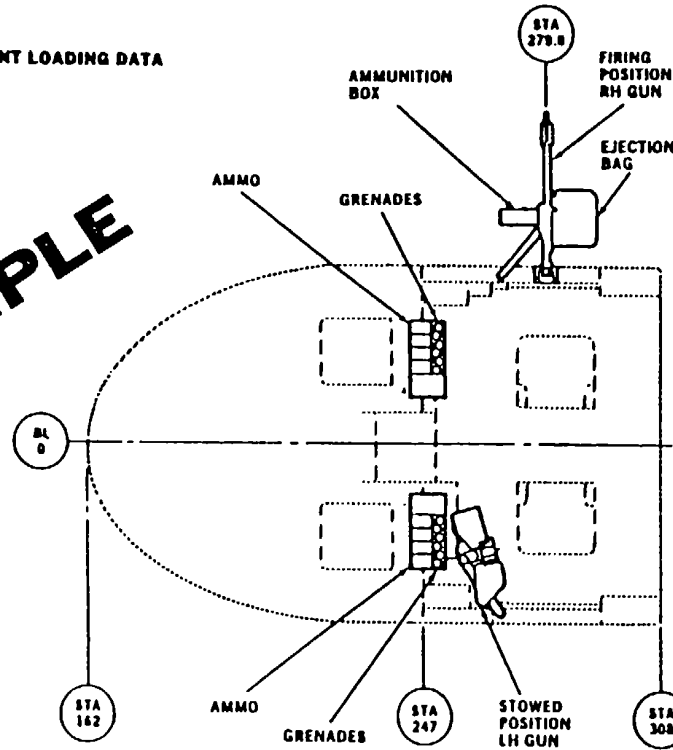 STA
279.8
NT LOADING DATA
AMMUNITION
BOX
FIRING
POSITION
RH GUN
EJECTION
BAG
AMMO
GRENADES
PLE
BL
0
AMMO
GRENADES
STA
162
STA
247
STOWED
POSITION
LH GUN
STA
308